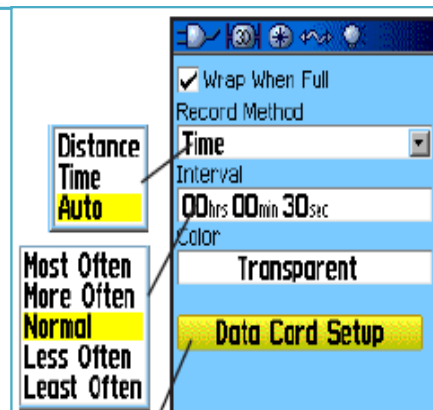 3D
Wrap When Full
Record Method
Time
Interval
00hrs 00min 30sec
Color
Transparent
Data Card Setup
Distance
Time
Auto
Most Often
More Often
Normal
Less Often
Least Often